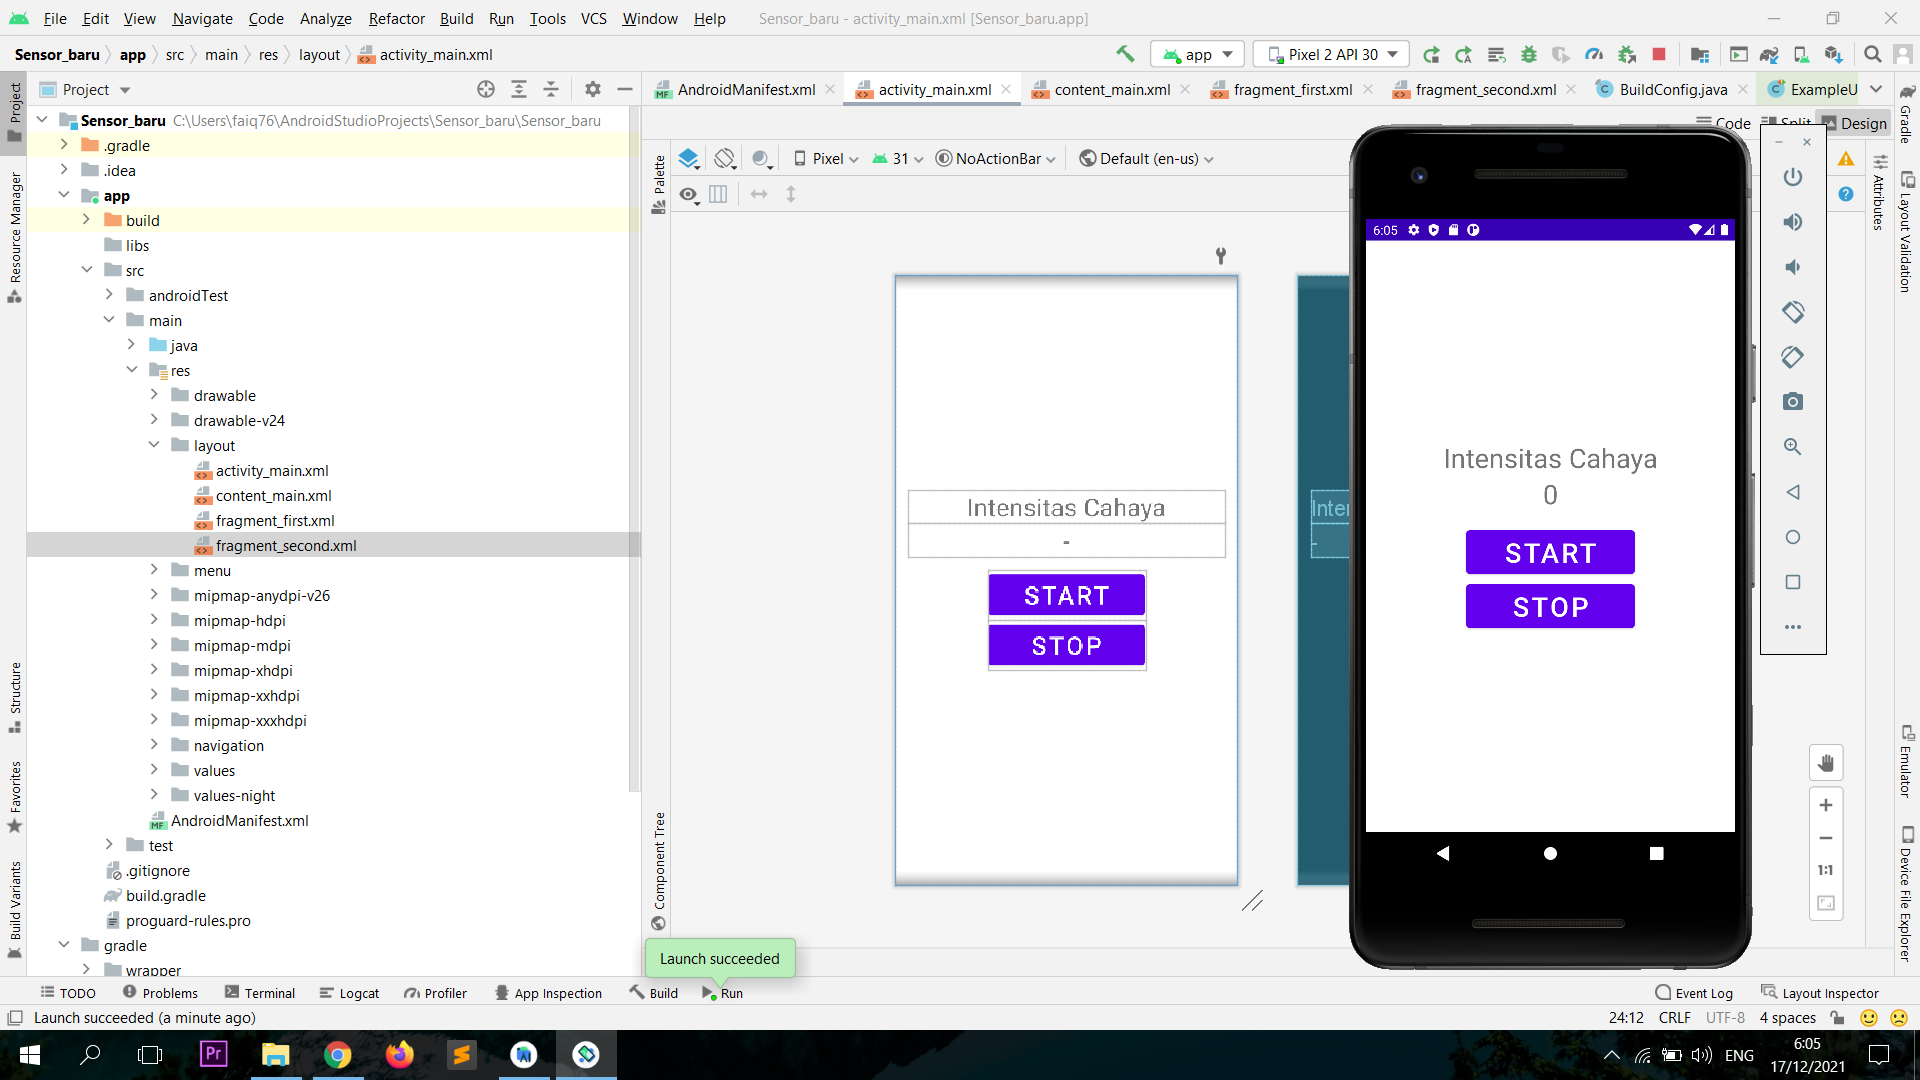 File Edit View Navigate Code Analyze Refactor Build Run Tools VCS Window Help Sensor_baru - activity_main.xml [Sensor_baru.app]
Sensor_baru app src main res layout activity_main.xml app Pixel 2 API 30
Project AndroidManifest.xml activity_main.xml content_main.xml fragment_first.xml fragment_second.xml BuildConfig.java ExampleU
Code Split Design
Pixel 31 NoActionBar Default (en-us)
Project
Resource Manager
Structure
Favorites
Build Variants
Sensor_baru C:\Users\faiq76\AndroidStudioProjects\Sensor_baru\Sensor_baru
.gradle
.idea
app
build
libs
src
androidTest
main
java
res
drawable
drawable-v24
layout
activity_main.xml
content_main.xml
fragment_first.xml
fragment_second.xml
menu
mipmap-anydpi-v26
mipmap-hdpi
mipmap-mdpi
mipmap-xhdpi
mipmap-xxhdpi
mipmap-xxxhdpi
navigation
values
values-night
AndroidManifest.xml
test
.gitignore
build.gradle
proguard-rules.pro
gradle
wrapper
Palette
Component Tree
Intensitas Cahaya
-
START
STOP
Inter
-
6:05
Intensitas Cahaya
0
START
STOP
1:1
Attributes
Gradle
Layout Validation
Emulator
Device File Explorer
Launch succeeded
TODO Problems Terminal Logcat Profiler App Inspection Build Run Event Log Layout Inspector
Launch succeeded (a minute ago) 24:12 CRLF UTF-8 4 spaces
Pr
ENG
6:05
17/12/2021